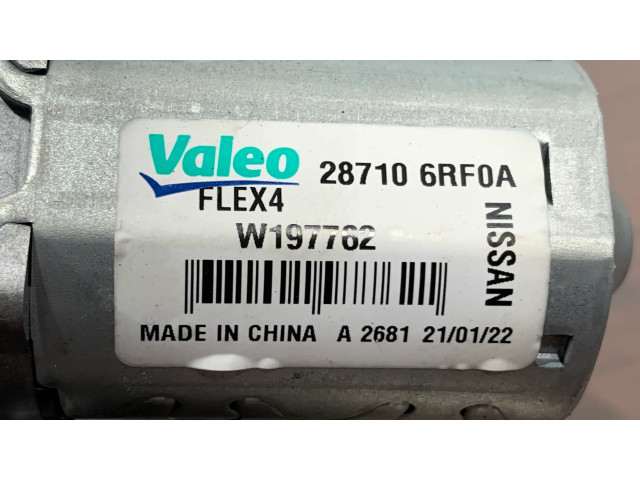 Valeo 28710 6RF0A
FLEX4
W197762
NISSAN
MADE IN CHINA A 2681 21/01/22